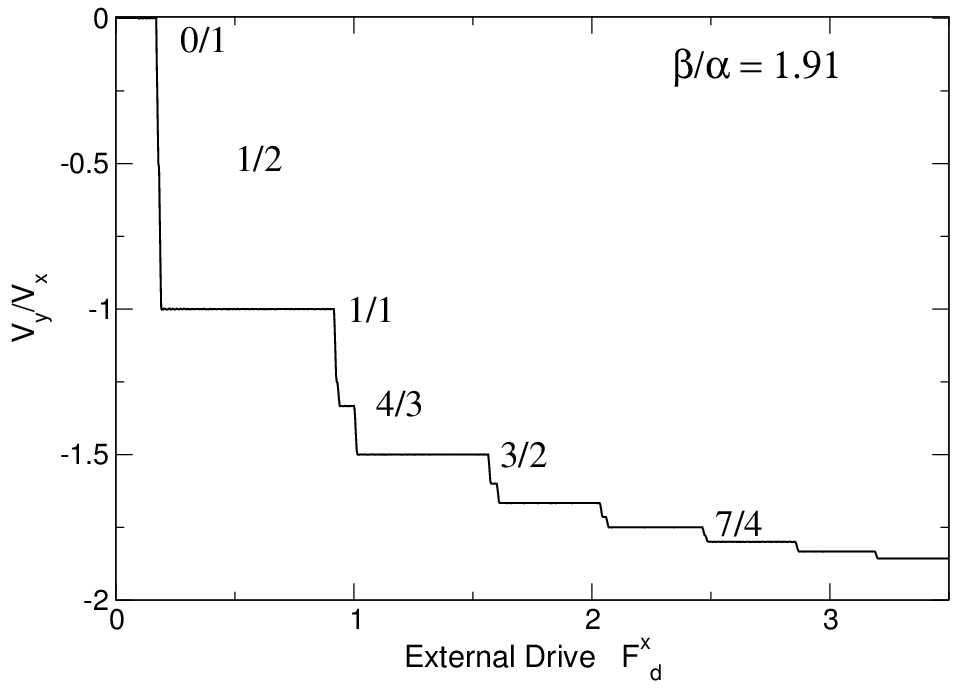 0
0/1
β/α = 1.91
1/2
-0.5
V_y/V_x
-1
1/1
4/3
-1.5
3/2
7/4
-2
0 1 2 3
External Drive F^x_d